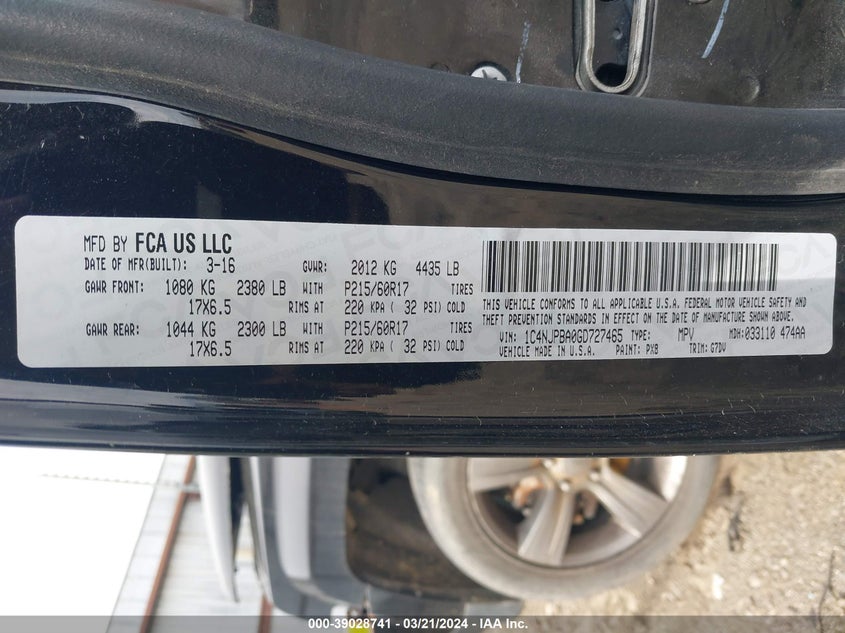 MFD BY FCA US LLC
DATE OF MFR(BUILT): 3-16 GVWR: 2012 KG 4435 LB
GAWR FRONT: 1080 KG 2380 LB WITH P215/60R17 TIRES
17X6.5 RIMS AT 220 KPA ( 32 PSI) COLD
GAWR REAR: 1044 KG 2300 LB WITH P215/60R17 TIRES
17X6.5 RIMS AT 220 KPA ( 32 PSI) COLD
THIS VEHICLE CONFORMS TO ALL APPLICABLE U.S.A. FEDERAL MOTOR VEHICLE SAFETY AND
THEFT PREVENTION STANDARDS IN EFFECT ON THE DATE OF MANUFACTURE SHOWN ABOVE.
VIN: 1C4NJPBA0GD727465 TYPE: MPV MDH: 033110 474AA
VEHICLE MADE IN U.S.A. PAINT: PX8 TRIM: G7DV
000-39028741 / 03/21/2024 - IAA Inc.